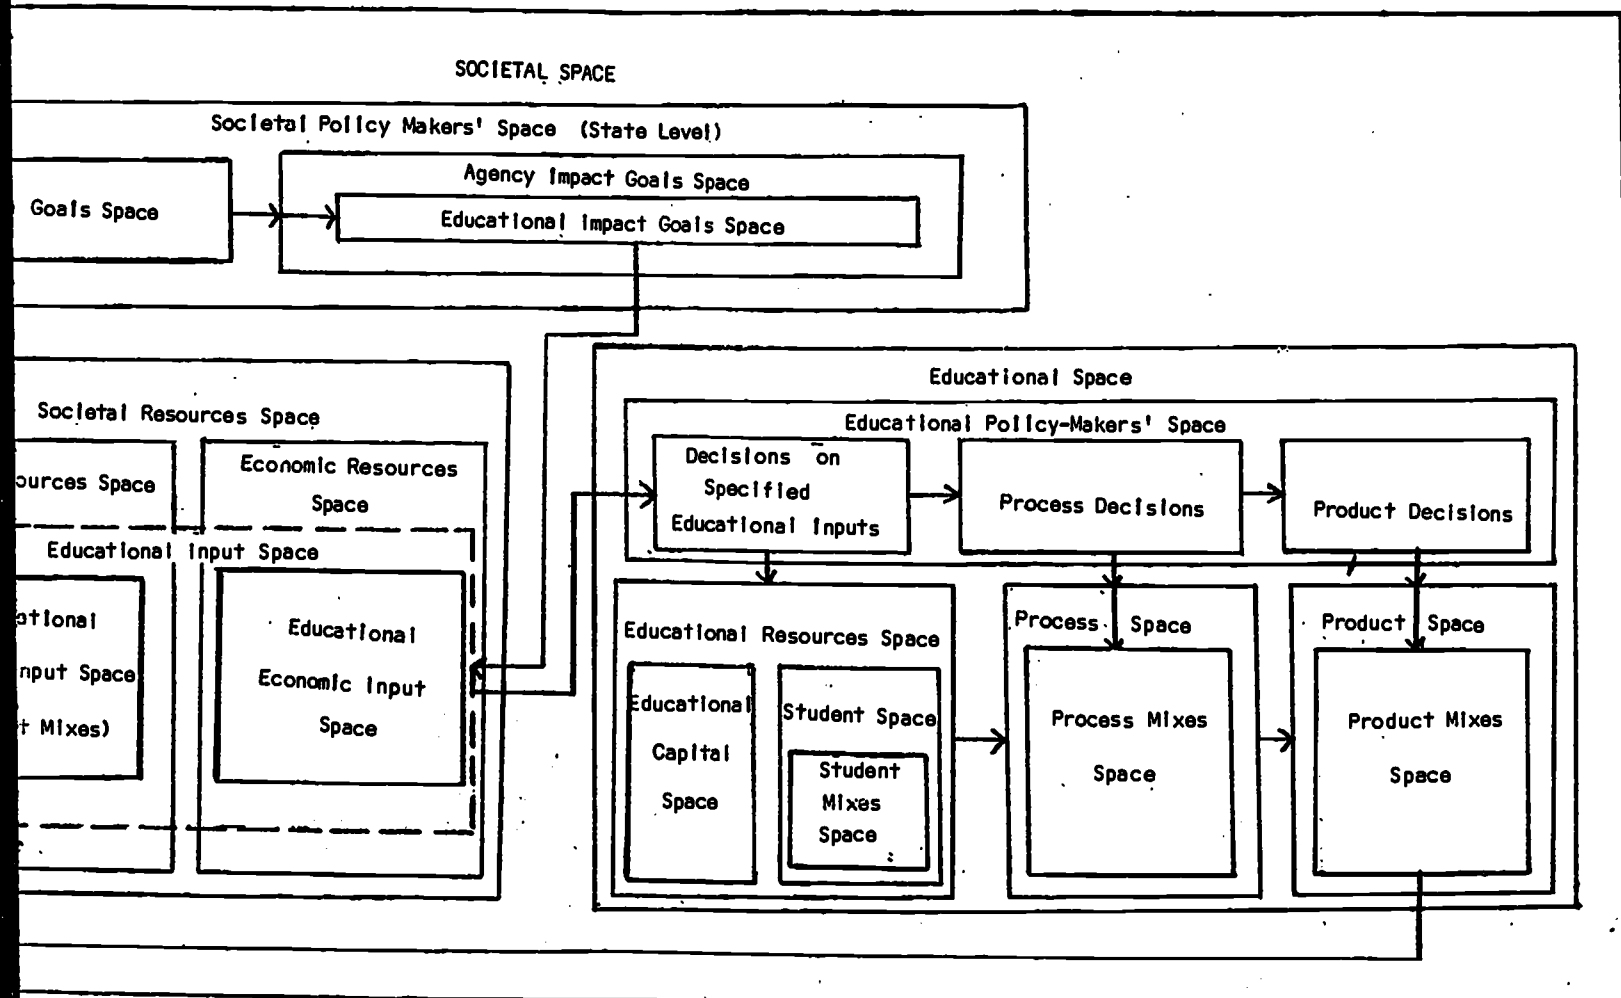 SOCIETAL SPACE
Societal Policy Makers' Space (State Level)
Goals Space
Agency Impact Goals Space
Educational Impact Goals Space
Societal Resources Space
Space
Economic Resources
Space
Educational Input Space
Input Space
Mixes)
Educational
Economic Input
Space
Educational Space
Educational Policy-Makers' Space
Decisions on
Specified
Educational Inputs
Process Decisions
Product Decisions
Educational Resources Space
Educational
Capital
Space
Student Space
Student
Mixes
Space
Process Space
Process Mixes
Space
Product Space
Product Mixes
Space